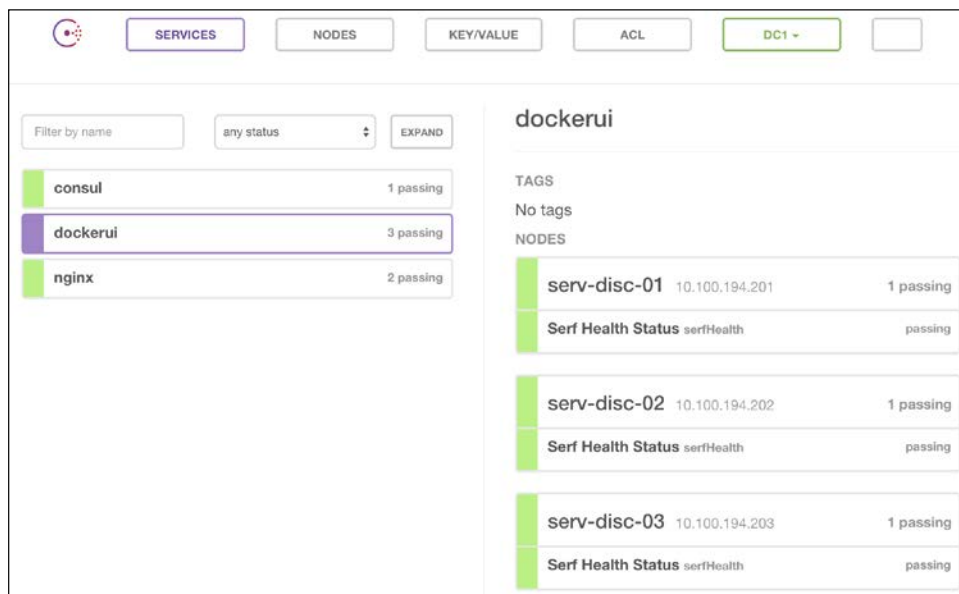 SERVICES NODES KEY/VALUE ACL DC1
Filter by name any status EXPAND
consul 1 passing
dockerui 3 passing
nginx 2 passing
dockerui
TAGS
No tags
NODES
serv-disc-01 10.100.194.201 1 passing
Serf Health Status serfHealth passing
serv-disc-02 10.100.194.202 1 passing
Serf Health Status serfHealth passing
serv-disc-03 10.100.194.203 1 passing
Serf Health Status serfHealth passing